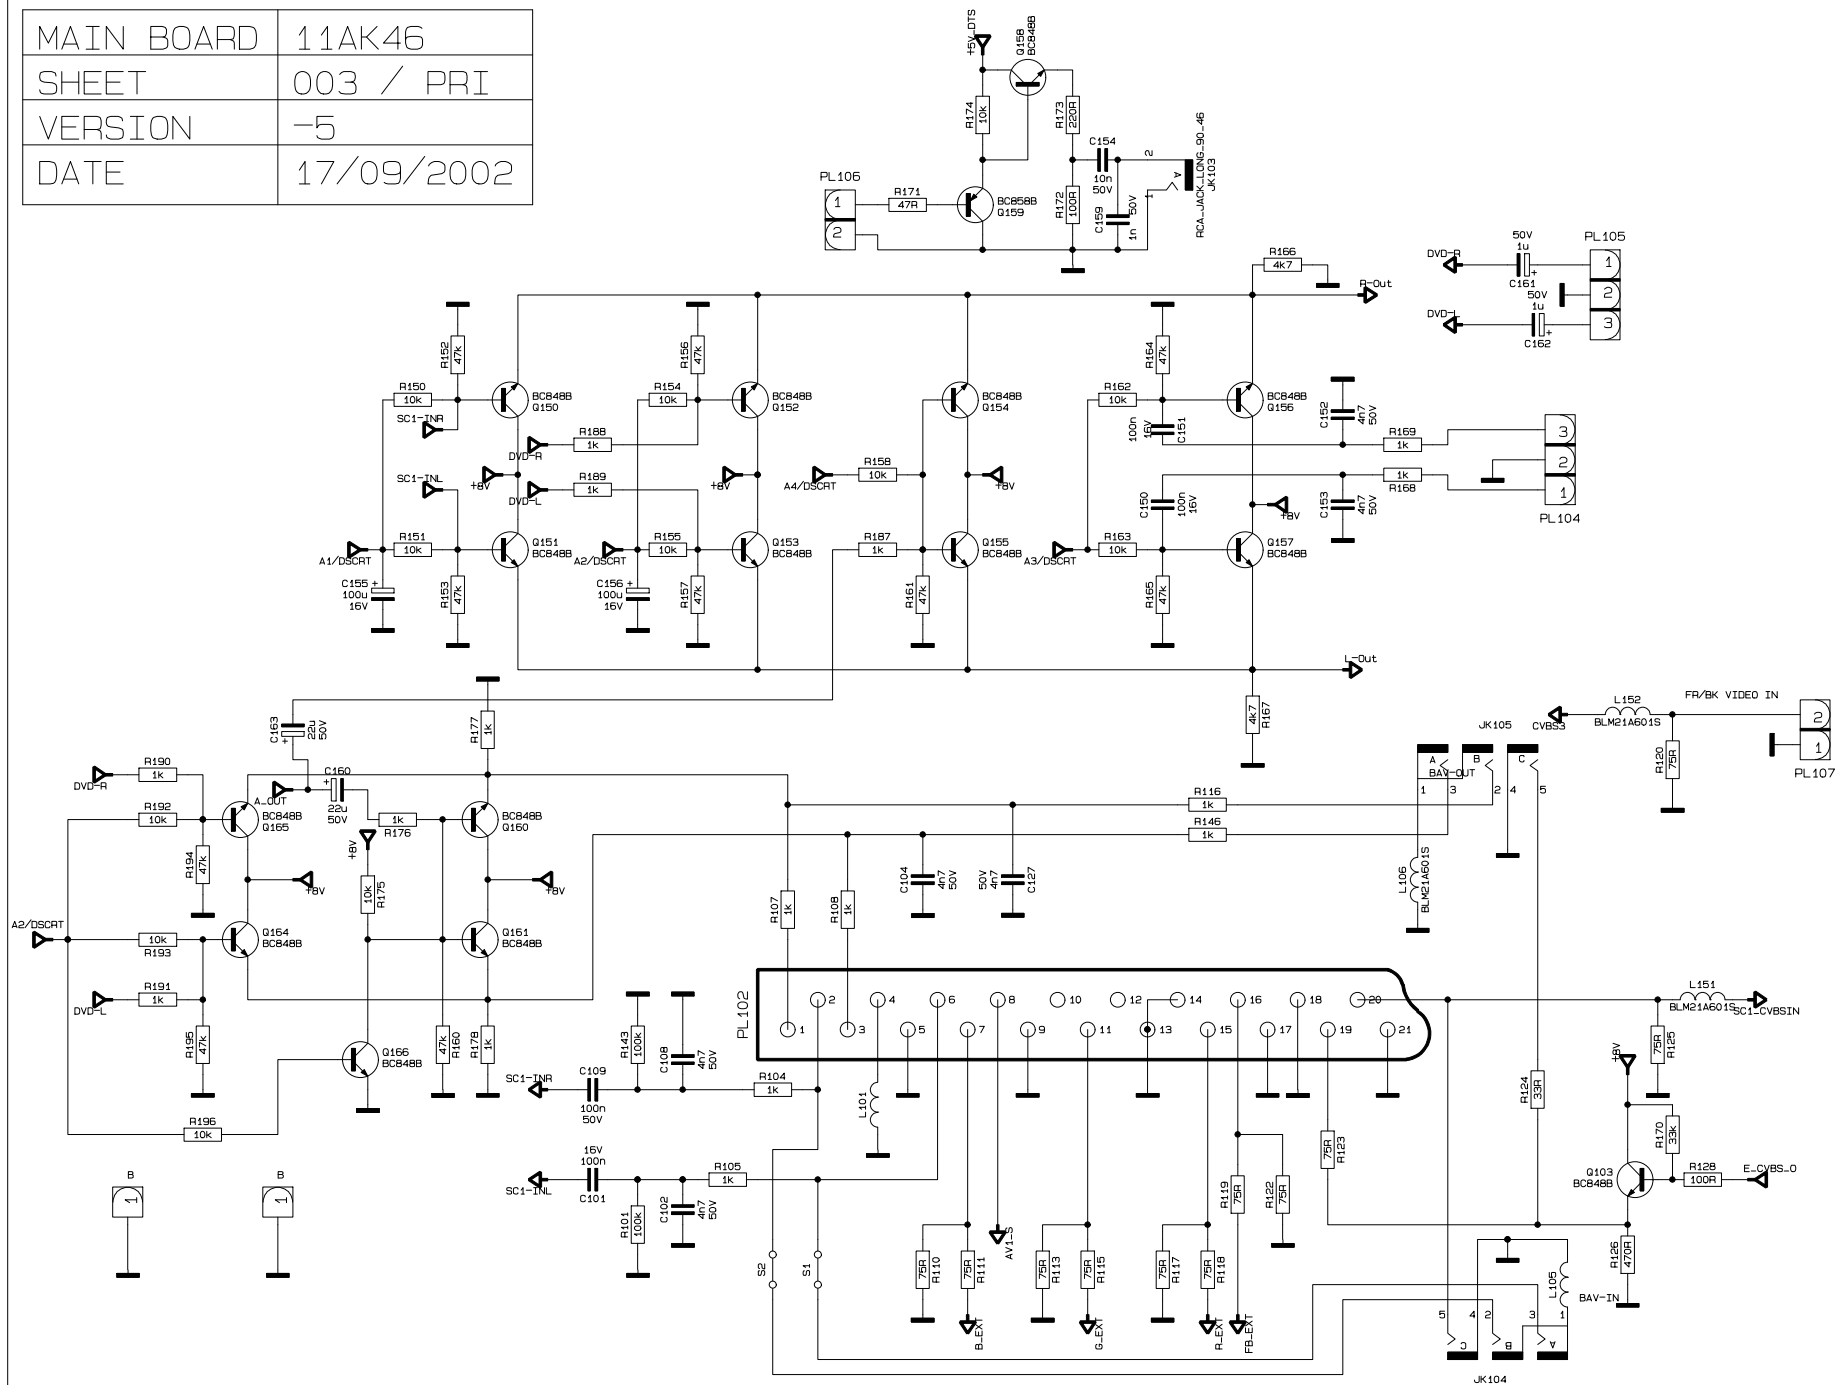 MAIN BOARD 11AK46
SHEET 003 / PRI
VERSION -5
DATE 17/09/2002
+5V_DTS
Q158
BC848B
R174
10k
R173
220R
C154
10n
50V
RCA_JACK_LONG_90_46
JK103
2
A
1
PL106
1
2
R171
47R
BC858B
Q159
R172
100R
C159
1n
50V
R166
4k7
R-Out
DVD-R
50V
1u
C161
PL105
1
2
3
DVD-L
50V
1u
C162
R152
47k
R150
10k
SC1-INR
BC848B
Q150
R156
47k
R154
10k
BC848B
Q152
DVD-R
R188
1k
BC848B
Q154
R164
47k
R162
10k
BC848B
Q156
100n
16V
C151
C152
4n7
50V
R169
1k
PL104
3
2
1
SC1-INL
+8V
DVD-L
R189
1k
+8V
A4/DSCRT
R158
10k
+8V
C150
100n
16V
+8V
C153
4n7
50V
1k
R168
A1/DSCRT
R151
10k
Q151
BC848B
C155
100u
16V
R153
47k
A2/DSCRT
R155
10k
Q153
BC848B
C156
100u
16V
R157
47k
R187
1k
Q155
BC848B
R161
47k
A3/DSCRT
R163
10k
Q157
BC848B
R165
47k
L-Out
4k7
R167
C163
22u
50V
R177
1k
DVD-R
R190
1k
A_OUT
C160
22u
50V
R192
10k
BC848B
Q165
1k
R176
BC848B
Q160
R194
47k
+8V
+8V
10k
R175
+8V
A2/DSCRT
10k
R193
Q164
BC848B
Q161
BC848B
DVD-L
R191
1k
R195
47k
Q166
BC848B
47k
R160
R178
1k
R196
10k
B
1
B
1
R116
1k
R146
1k
C104
4n7
50V
50V
4n7
C127
R107
1k
R108
1k
JK105
A
B
C
BAV-OUT
1
3
2
4
5
L106
BLM21A601S
CVBS3
L152
BLM21A601S
FR/BK VIDEO IN
R120
75R
2
1
PL107
PL102
2
4
6
8
10
12
14
16
18
20
1
3
5
7
9
11
13
15
17
19
21
L151
BLM21A601S
SC1-CVBSIN
75R
R125
+8V
R124
33R
R170
33k
Q103
BC848B
R128
100R
E_CVBS_O
R126
470R
SC1-INR
C109
100n
50V
R143
100k
C108
4n7
50V
R104
1k
L101
SC1-INL
16V
100n
C101
R101
100k
C102
4n7
50V
R105
1k
75R
R123
R119
75R
R122
75R
S2
S1
75R
R110
75R
R111
B_EXT
AV1_S
75R
R113
75R
R115
G_EXT
75R
R117
75R
R118
R_EXT
FB_EXT
L105
BAV-IN
5
4
2
3
1
C
B
A
JK104